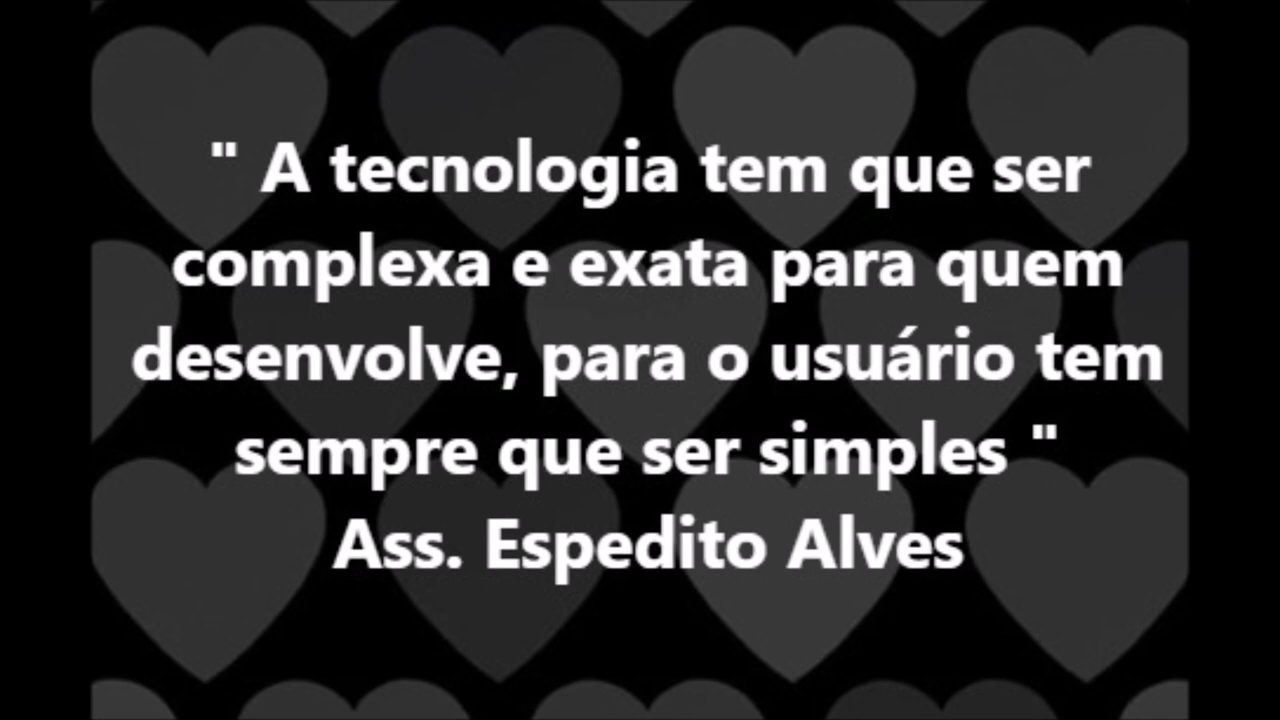 " A tecnologia tem que ser
complexa e exata para quem
desenvolve, para o usuário tem
sempre que ser simples "
Ass. Espedito Alves